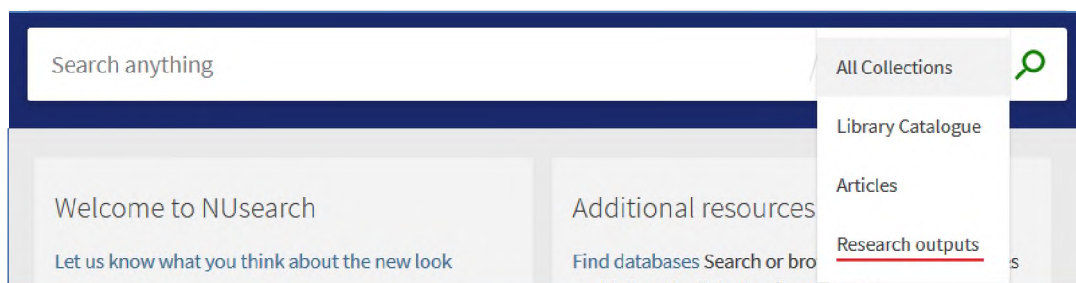 Search anything
All Collections
Library Catalogue
Articles
Research outputs
Welcome to NUsearch
Let us know what you think about the new look
Additional resources
Find databases Search or